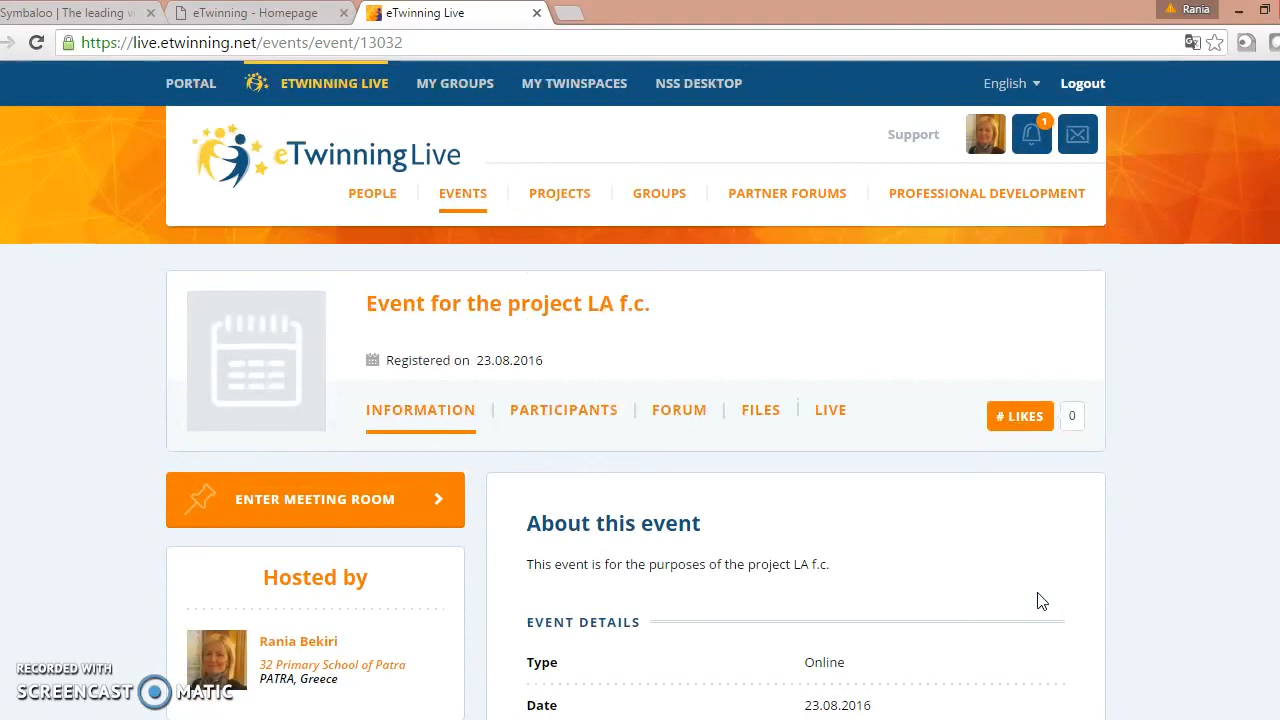 Symbaloo | The leading vi
eTwinning - Homepage
eTwinning Live
Rania
https://live.etwinning.net/events/event/13032
PORTAL
ETWINNING LIVE
MY GROUPS
MY TWINSPACES
NSS DESKTOP
English
Logout
eTwinningLive
Support
1
PEOPLE
EVENTS
PROJECTS
GROUPS
PARTNER FORUMS
PROFESSIONAL DEVELOPMENT
Event for the project LA f.c.
Registered on 23.08.2016
INFORMATION
PARTICIPANTS
FORUM
FILES
LIVE
# LIKES
0
ENTER MEETING ROOM
About this event
This event is for the purposes of the project LA f.c.
Hosted by
EVENT DETAILS
Rania Bekiri
32 Primary School of Patra
PATRA, Greece
Type
Online
Date
23.08.2016
RECORDED WITH
SCREENCAST MATIC